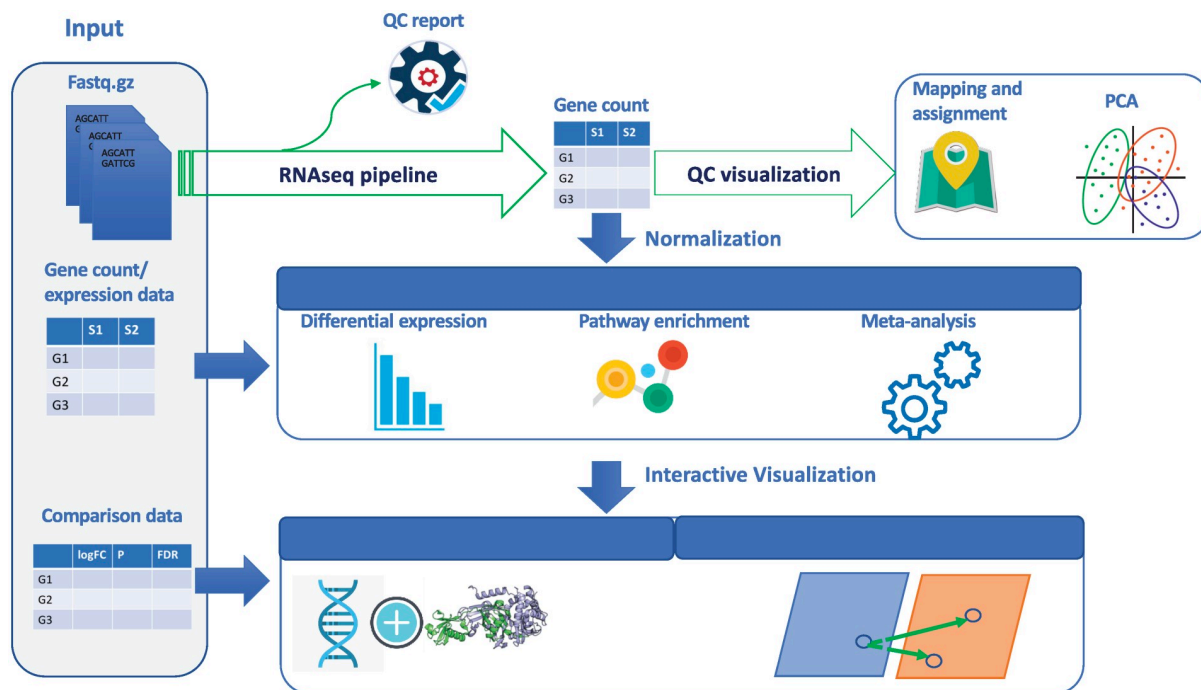 Input
QC report
Fastq.gz
AGCATT
G
AGCATT
G
AGCATT
GATTCG
RNAseq pipeline
Gene count
S1 S2
G1
G2
G3
QC visualization
Mapping and
assignment
PCA
Normalization
Gene count/
expression data
S1 S2
G1
G2
G3
Differential expression
Pathway enrichment
Meta-analysis
Interactive Visualization
Comparison data
logFC P FDR
G1
G2
G3